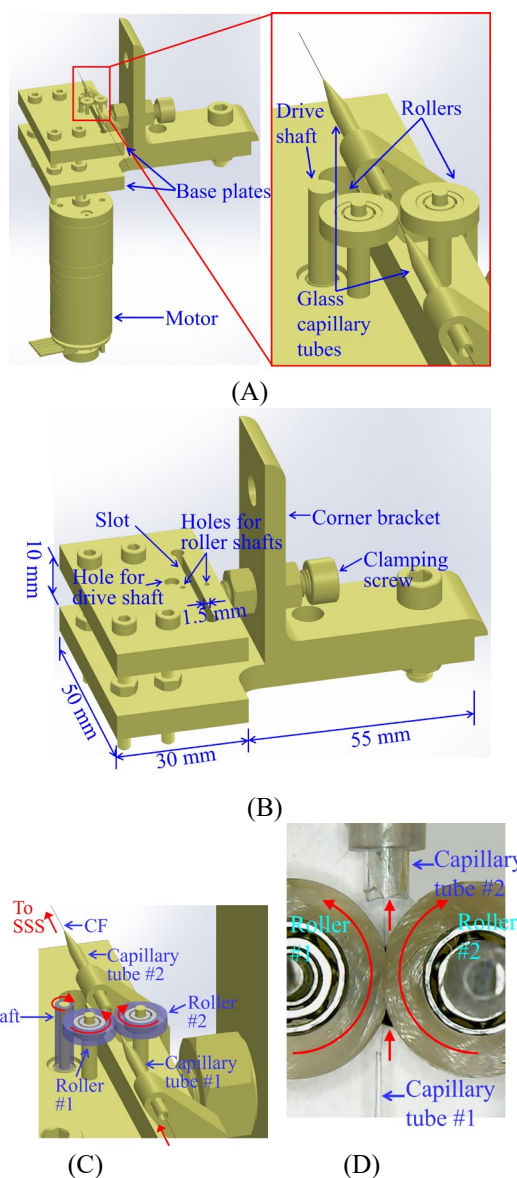 Drive
shaft
Rollers
Base plates
Glass
capillary
tubes
Motor
(A)
Slot
Holes for
roller shafts
Corner bracket
10 mm
Hole for
drive shaft
Clamping
screw
1.5 mm
50 mm
30 mm
55 mm
(B)
To
SSS
CF
Capillary
tube #2
aft
Roller
#2
Roller
#1
Capillary
tube #1
(C)
Capillary
tube #2
Roller
#1
Roller
#2
Capillary
tube #1
(D)